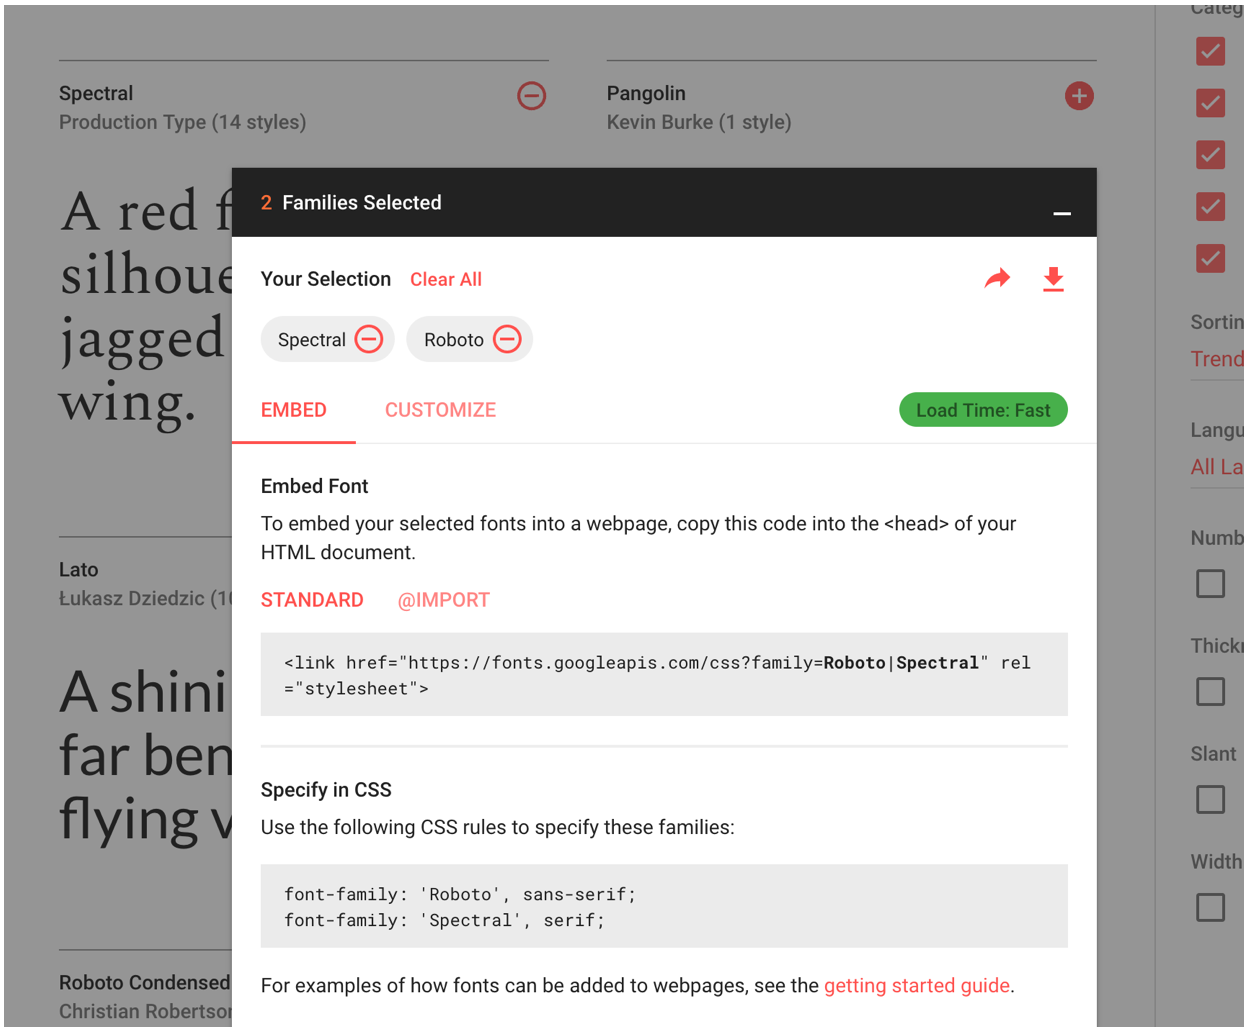 Categ
Spectral
Production Type (14 styles)
Pangolin
Kevin Burke (1 style)
A red f
silhoue
jagged
wing.
2 Families Selected
Your Selection Clear All
Spectral Roboto
EMBED CUSTOMIZE Load Time: Fast
Embed Font
To embed your selected fonts into a webpage, copy this code into the <head> of your
HTML document.
STANDARD @IMPORT
<link href="https://fonts.googleapis.com/css?family=Roboto|Spectral" rel
="stylesheet">
Specify in CSS
Use the following CSS rules to specify these families:
font-family: 'Roboto', sans-serif;
font-family: 'Spectral', serif;
For examples of how fonts can be added to webpages, see the getting started guide.
Lato
Łukasz Dziedzic (10
A shini
far ben
flying v
Roboto Condensed
Christian Robertson
Sortin
Trend
Langu
All La
Numb
Thickn
Slant
Width